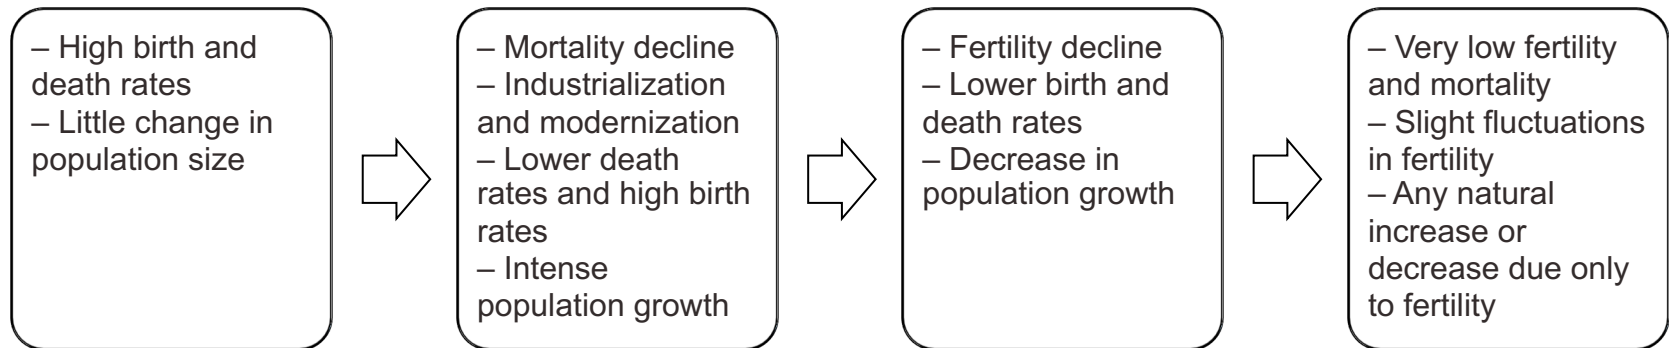 – High birth and
death rates
– Little change in
population size
– Mortality decline
– Industrialization
and modernization
– Lower death
rates and high birth
rates
– Intense
population growth
– Fertility decline
– Lower birth and
death rates
– Decrease in
population growth
– Very low fertility
and mortality
– Slight fluctuations
in fertility
– Any natural
increase or
decrease due only
to fertility